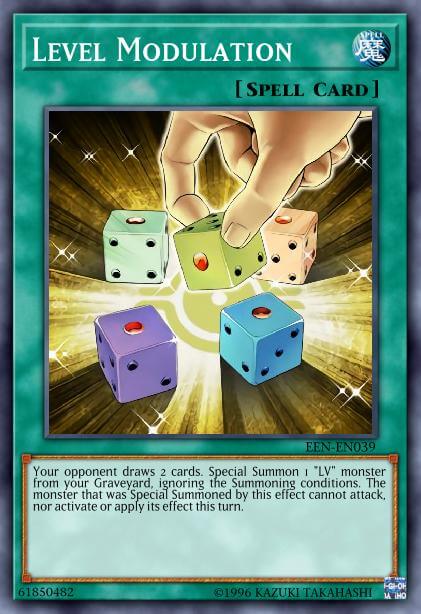 LEVEL MODULATION
SPELL
魔
[ SPELL CARD ]
EEN-EN039
Your opponent draws 2 cards. Special Summon 1 "LV" monster
from your Graveyard, ignoring the Summoning conditions. The
monster that was Special Summoned by this effect cannot attack,
nor activate or apply its effect this turn.
61850482
©1996 KAZUKI TAKAHASHI